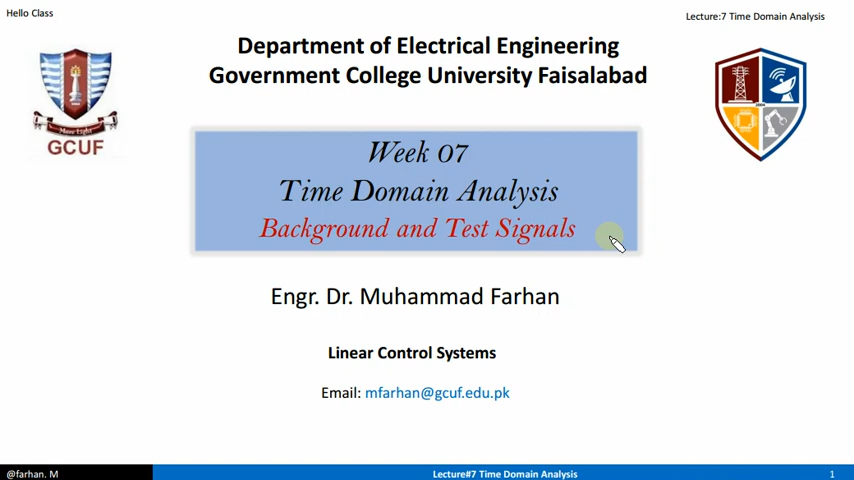 Hello Class
Lecture:7 Time Domain Analysis
Department of Electrical Engineering
Government College University Faisalabad
GCUF
2004
Week 07
Time Domain Analysis
Background and Test Signals
Engr. Dr. Muhammad Farhan
Linear Control Systems
Email: mfarhan@gcuf.edu.pk
@farhan. M
Lecture#7 Time Domain Analysis
1